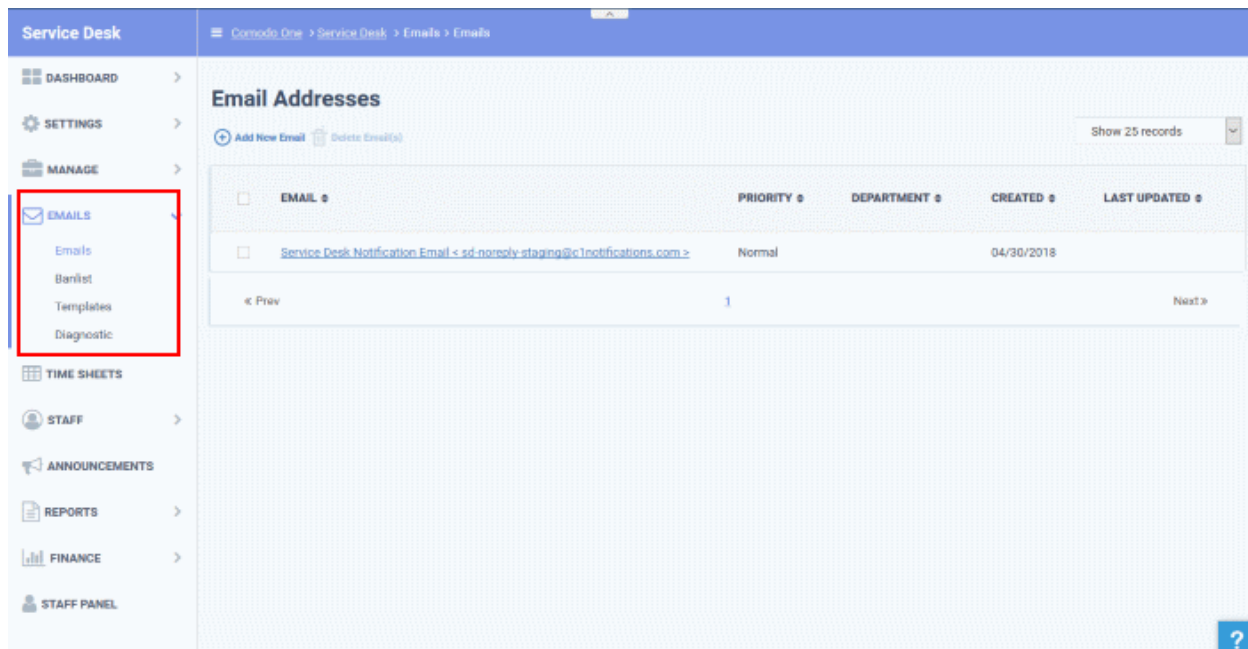 Service Desk
≡ Comodo One > Service Desk > Emails > Emails
DASHBOARD >
SETTINGS >
MANAGE >
EMAILS
Emails
Banlist
Templates
Diagnostic
TIME SHEETS
STAFF >
ANNOUNCEMENTS
REPORTS >
FINANCE >
STAFF PANEL
Email Addresses
Add New Email Delete Email(s)
Show 25 records
EMAIL PRIORITY DEPARTMENT CREATED LAST UPDATED
Service Desk Notification Email < sd-noreply-staging@c1notifications.com > Normal 04/30/2018
« Prev 1 Next »
?